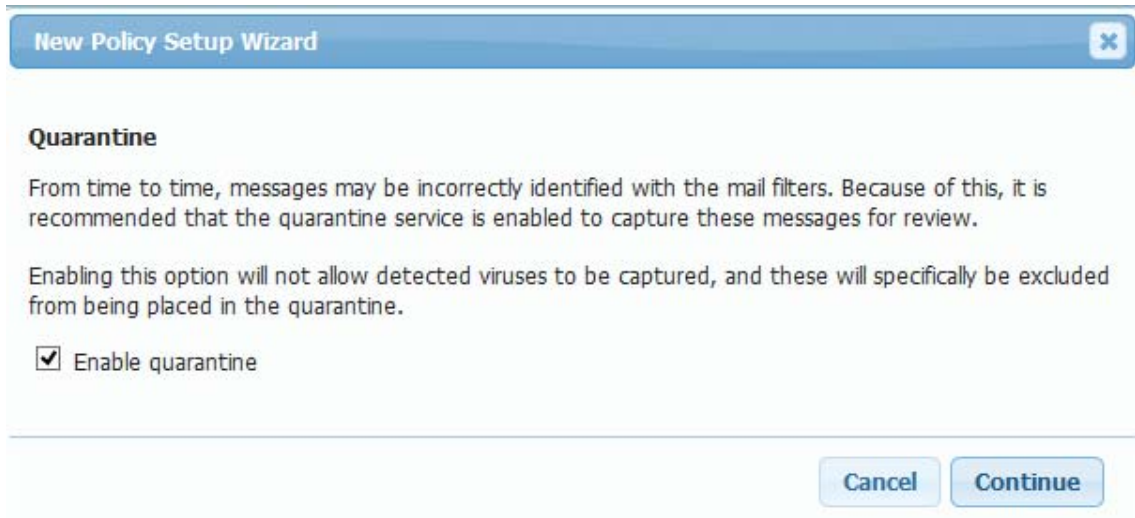 New Policy Setup Wizard
Quarantine
From time to time, messages may be incorrectly identified with the mail filters. Because of this, it is
recommended that the quarantine service is enabled to capture these messages for review.
Enabling this option will not allow detected viruses to be captured, and these will specifically be excluded
from being placed in the quarantine.
Enable quarantine
Cancel Continue